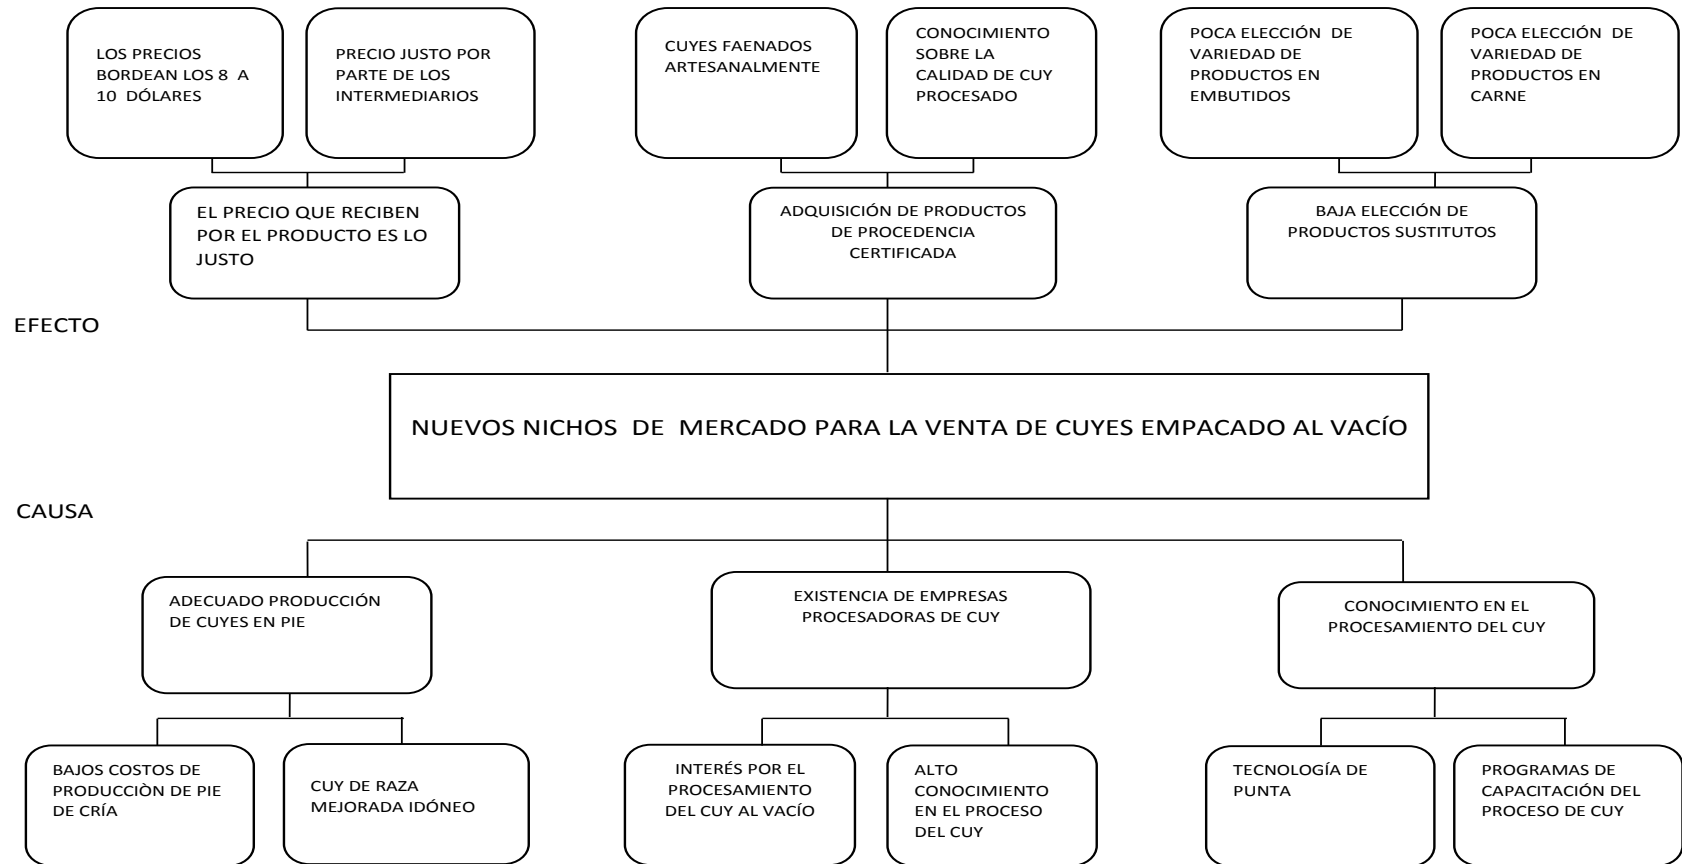 LOS PRECIOS
BORDEAN LOS 8 A
10 DÓLARES
PRECIO JUSTO POR
PARTE DE LOS
INTERMEDIARIOS
CUYES FAENADOS
ARTESANALMENTE
CONOCIMIENTO
SOBRE LA
CALIDAD DE CUY
PROCESADO
POCA ELECCIÓN DE
VARIEDAD DE
PRODUCTOS EN
EMBUTIDOS
POCA ELECCIÓN DE
VARIEDAD DE
PRODUCTOS EN
CARNE
EL PRECIO QUE RECIBEN
POR EL PRODUCTO ES LO
JUSTO
ADQUISICIÓN DE PRODUCTOS
DE PROCEDENCIA
CERTIFICADA
BAJA ELECCIÓN DE
PRODUCTOS SUSTITUTOS
EFECTO
NUEVOS NICHOS DE MERCADO PARA LA VENTA DE CUYES EMPACADO AL VACÍO
CAUSA
ADECUADO PRODUCCIÓN
DE CUYES EN PIE
EXISTENCIA DE EMPRESAS
PROCESADORAS DE CUY
CONOCIMIENTO EN EL
PROCESAMIENTO DEL CUY
BAJOS COSTOS DE
PRODUCCIÒN DE PIE
DE CRÍA
CUY DE RAZA
MEJORADA IDÓNEO
INTERÉS POR EL
PROCESAMIENTO
DEL CUY AL VACÍO
ALTO
CONOCIMIENTO
EN EL PROCESO
DEL CUY
TECNOLOGÍA DE
PUNTA
PROGRAMAS DE
CAPACITACIÓN DEL
PROCESO DE CUY